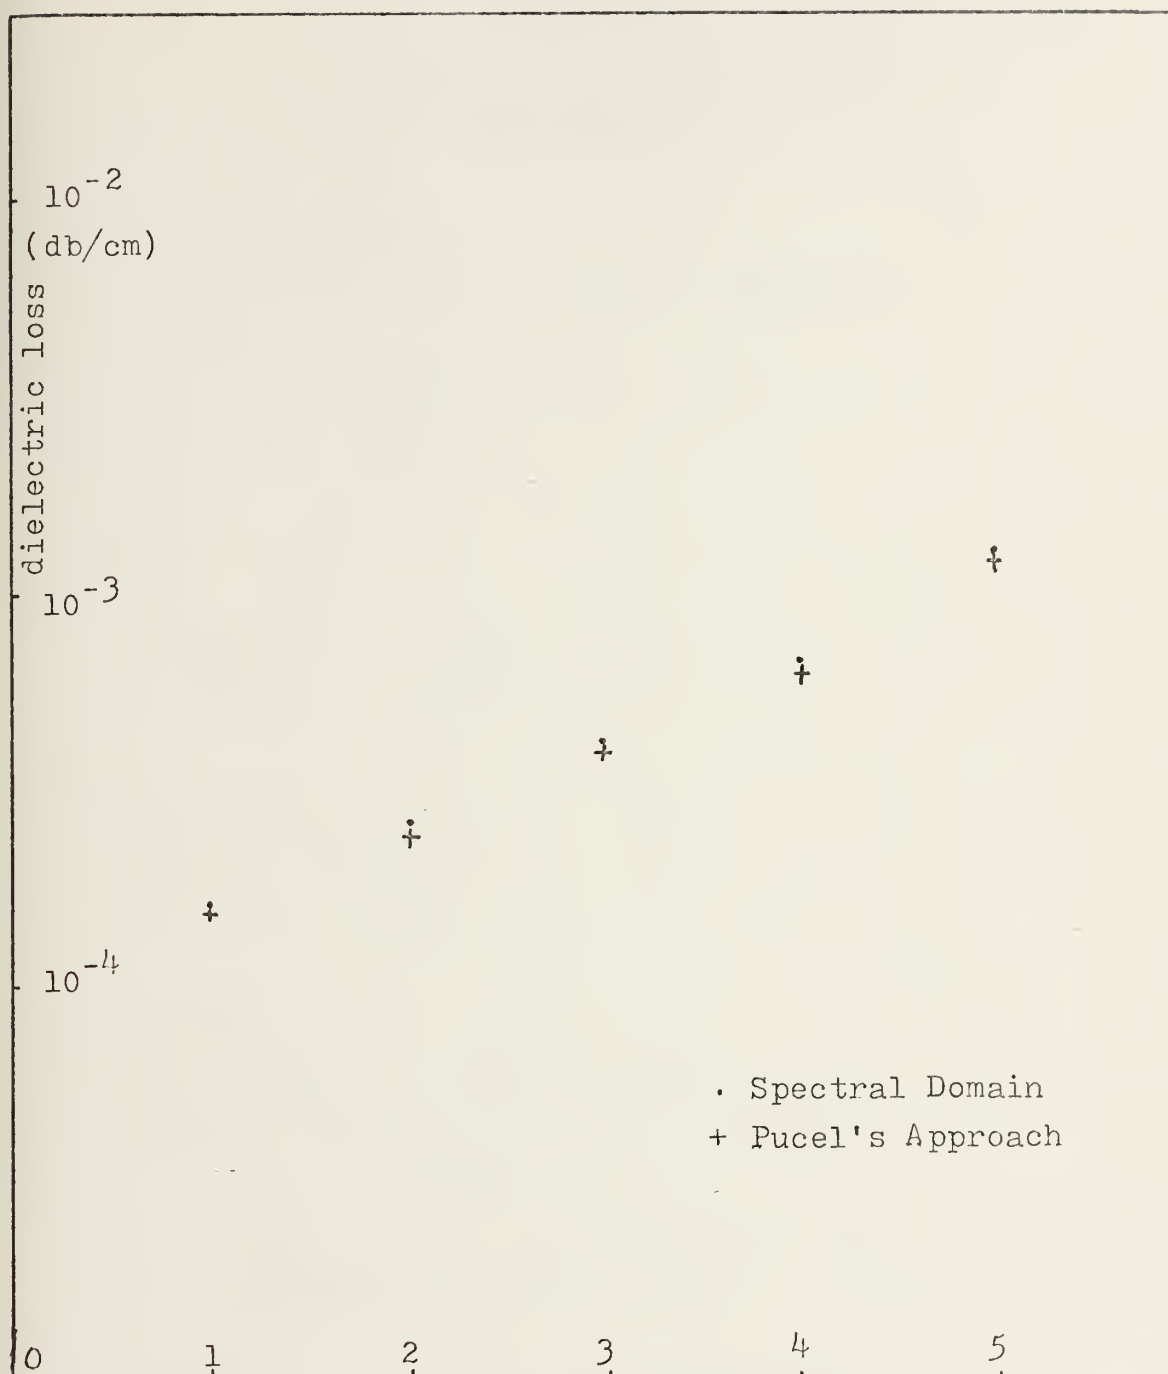 10⁻²
(db/cm)
dielectric loss
10⁻³
10⁻⁴
. Spectral Domain
+ Pucel's Approach
0 1 2 3 4 5